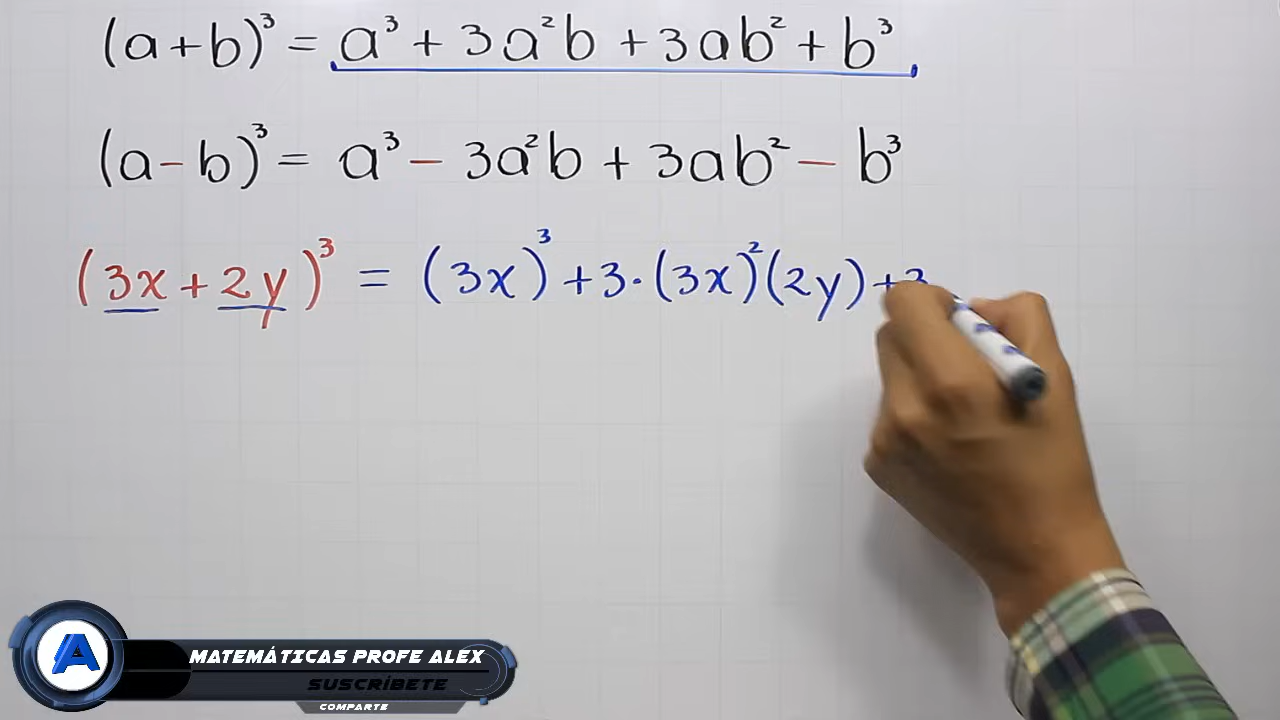 (a+b)³ = a³ + 3a²b + 3ab² + b³
(a - b)³ = a³ - 3a²b + 3ab² - b³
(3x + 2y)³ = (3x)³ + 3·(3x)²(2y) + 3
A MATEMÁTICAS PROFE ALEX
SUSCRÍBETE
COMPARTE